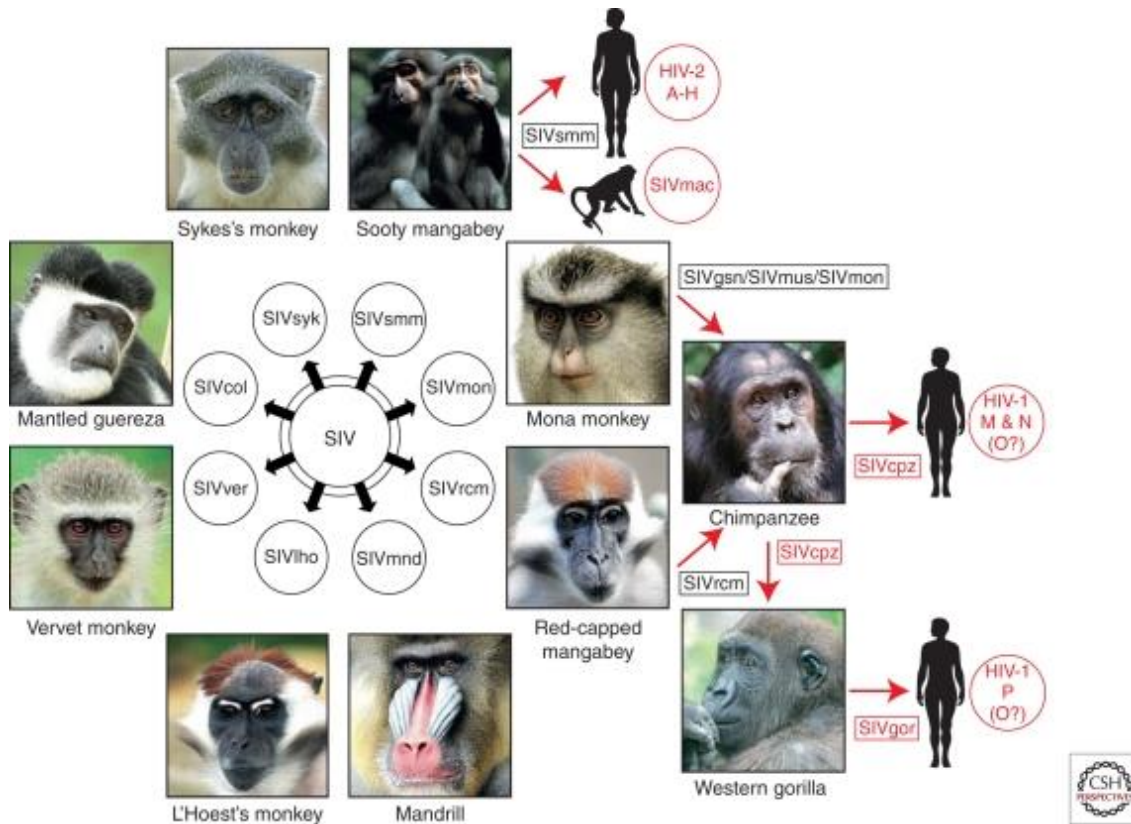 HIV-2
A-H
SIVsmm
SIVmac
Sykes's monkey
Sooty mangabey
SIVgsn/SIVmus/SIVmon
SIVsyk
SIVsmm
SIVcol
SIVmon
Mantled guereza
Mona monkey
SIV
HIV-1
M & N
(O?)
SIVcpz
SIVver
SIVrcm
Chimpanzee
SIVlho
SIVmnd
SIVcpz
SIVrcm
Vervet monkey
Red-capped
mangabey
HIV-1
P
(O?)
SIVgor
L'Hoest's monkey
Mandrill
Western gorilla
CSH
PERSPECTIVES